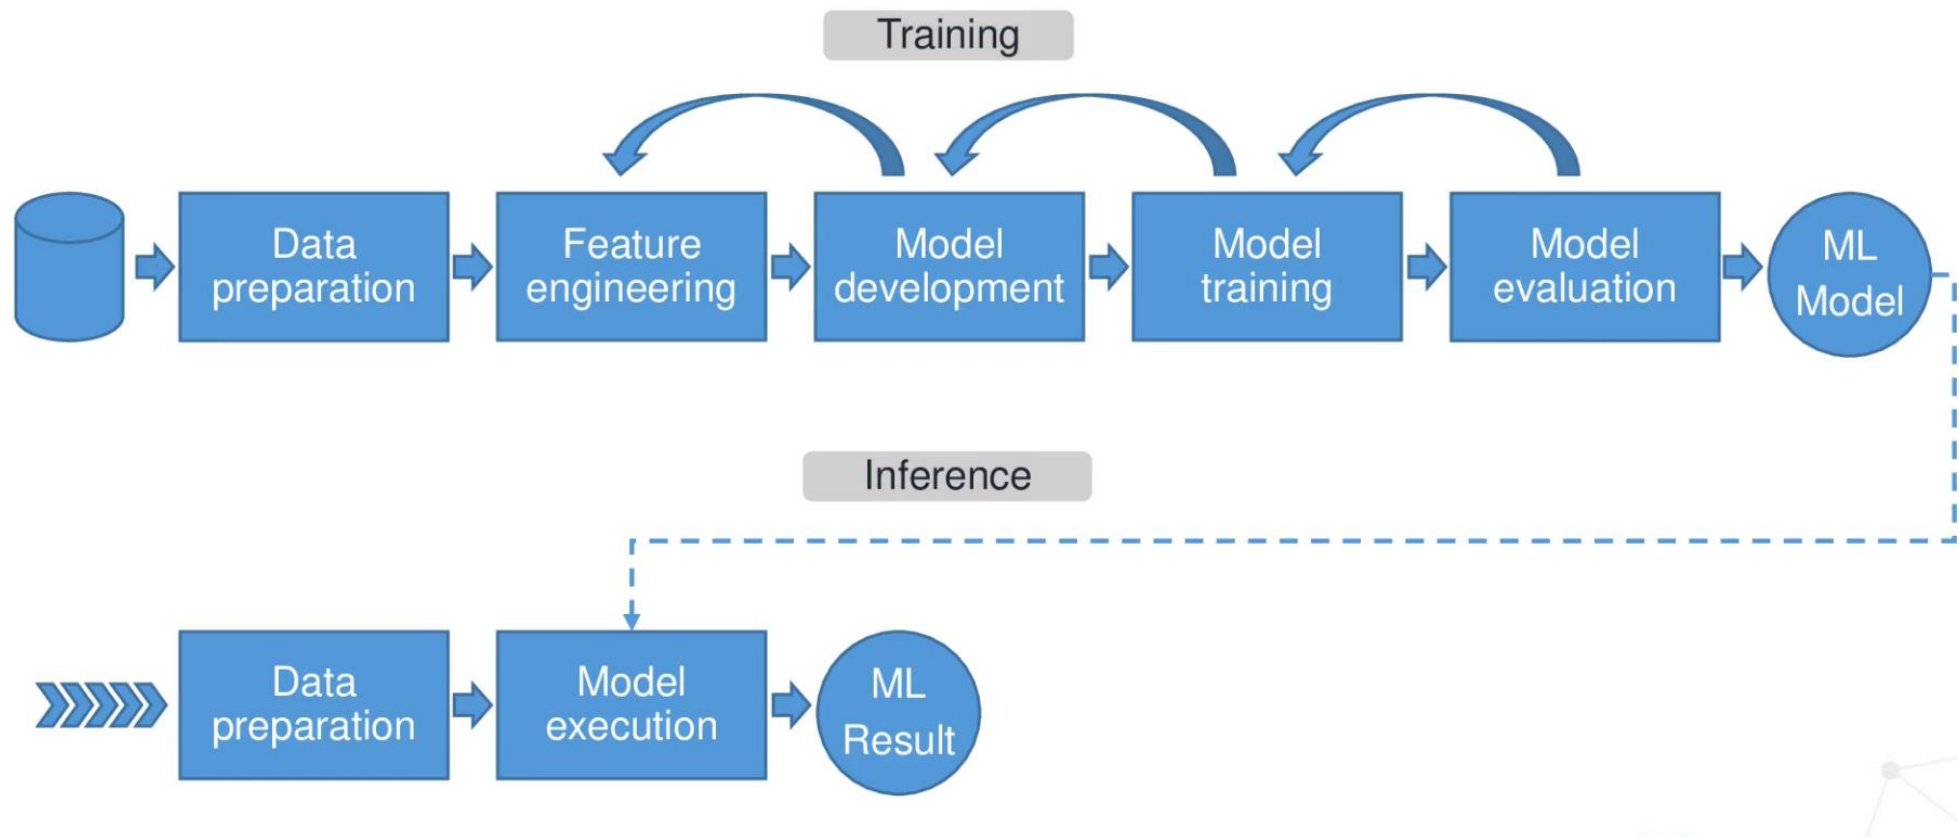 Training
Data
preparation
Feature
engineering
Model
development
Model
training
Model
evaluation
ML
Model
Inference
Data
preparation
Model
execution
ML
Result